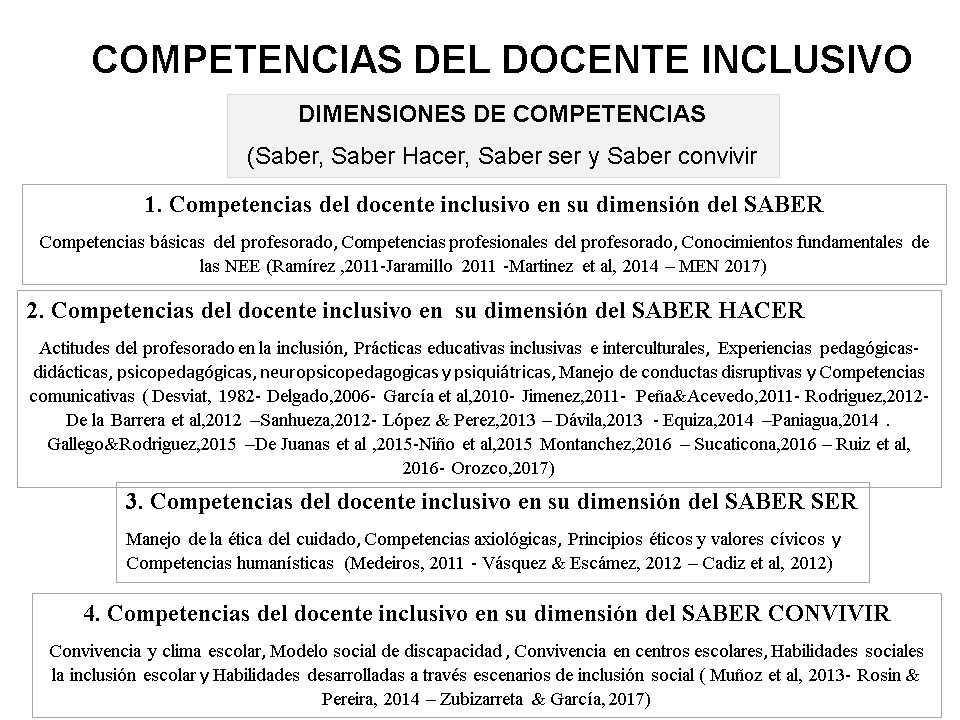 COMPETENCIAS DEL DOCENTE INCLUSIVO
DIMENSIONES DE COMPETENCIAS
(Saber, Saber Hacer, Saber ser y Saber convivir
1. Competencias del docente inclusivo en su dimensión del SABER
Competencias básicas del profesorado, Competencias profesionales del profesorado, Conocimientos fundamentales de
las NEE (Ramírez ,2011-Jaramillo 2011 -Martinez et al, 2014 – MEN 2017)
2. Competencias del docente inclusivo en su dimensión del SABER HACER
Actitudes del profesorado en la inclusión, Prácticas educativas inclusivas e interculturales, Experiencias pedagógicas-
didácticas, psicopedagógicas, neuropsicopedagogicas y psiquiátricas, Manejo de conductas disruptivas y Competencias
comunicativas ( Desviat, 1982- Delgado,2006- García et al,2010- Jimenez,2011- Peña&Acevedo,2011- Rodriguez,2012-
De la Barrera et al,2012 –Sanhueza,2012- López & Perez,2013 – Dávila,2013 - Equiza,2014 –Paniagua,2014 .
Gallego&Rodriguez,2015 –De Juanas et al ,2015-Niño et al,2015 Montanchez,2016 – Sucaticona,2016 – Ruiz et al,
2016- Orozco,2017)
3. Competencias del docente inclusivo en su dimensión del SABER SER
Manejo de la ética del cuidado, Competencias axiológicas, Principios éticos y valores cívicos y
Competencias humanísticas (Medeiros, 2011 - Vásquez & Escámez, 2012 – Cadiz et al, 2012)
4. Competencias del docente inclusivo en su dimensión del SABER CONVIVIR
Convivencia y clima escolar, Modelo social de discapacidad , Convivencia en centros escolares, Habilidades sociales
la inclusión escolar y Habilidades desarrolladas a través escenarios de inclusión social ( Muñoz et al, 2013- Rosin &
Pereira, 2014 – Zubizarreta & García, 2017)